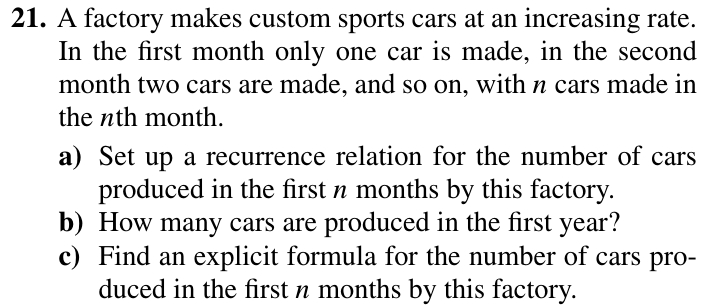 21. A factory makes custom sports cars at an increasing rate.
In the first month only one car is made, in the second
month two cars are made, and so on, with n cars made in
the nth month.
a) Set up a recurrence relation for the number of cars
produced in the first n months by this factory.
b) How many cars are produced in the first year?
c) Find an explicit formula for the number of cars pro-
duced in the first n months by this factory.